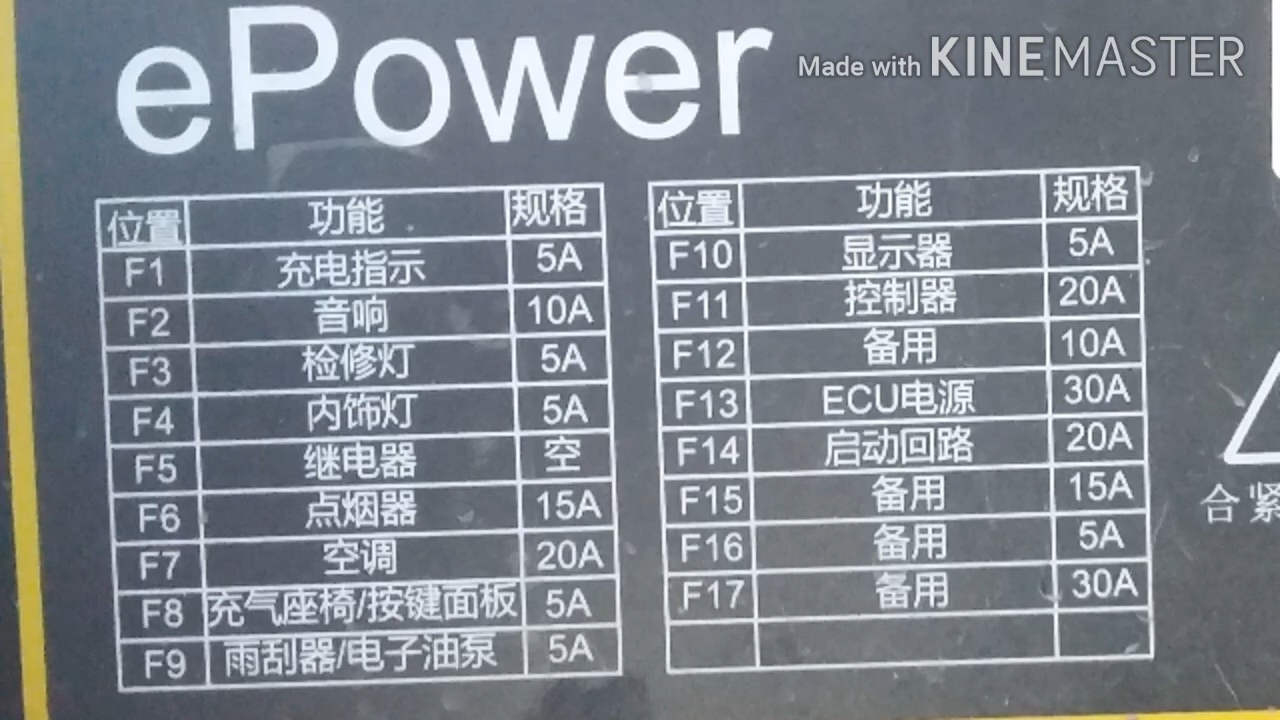 ePower
Made with KINEMASTER
位置 功能 规格
F1 充电指示 5A
F2 音响 10A
F3 检修灯 5A
F4 内饰灯 5A
F5 继电器 空
F6 点烟器 15A
F7 空调 20A
F8 充气座椅/按键面板 5A
F9 雨刮器/电子油泵 5A
位置 功能 规格
F10 显示器 5A
F11 控制器 20A
F12 备用 10A
F13 ECU电源 30A
F14 启动回路 20A
F15 备用 15A
F16 备用 5A
F17 备用 30A
合紧